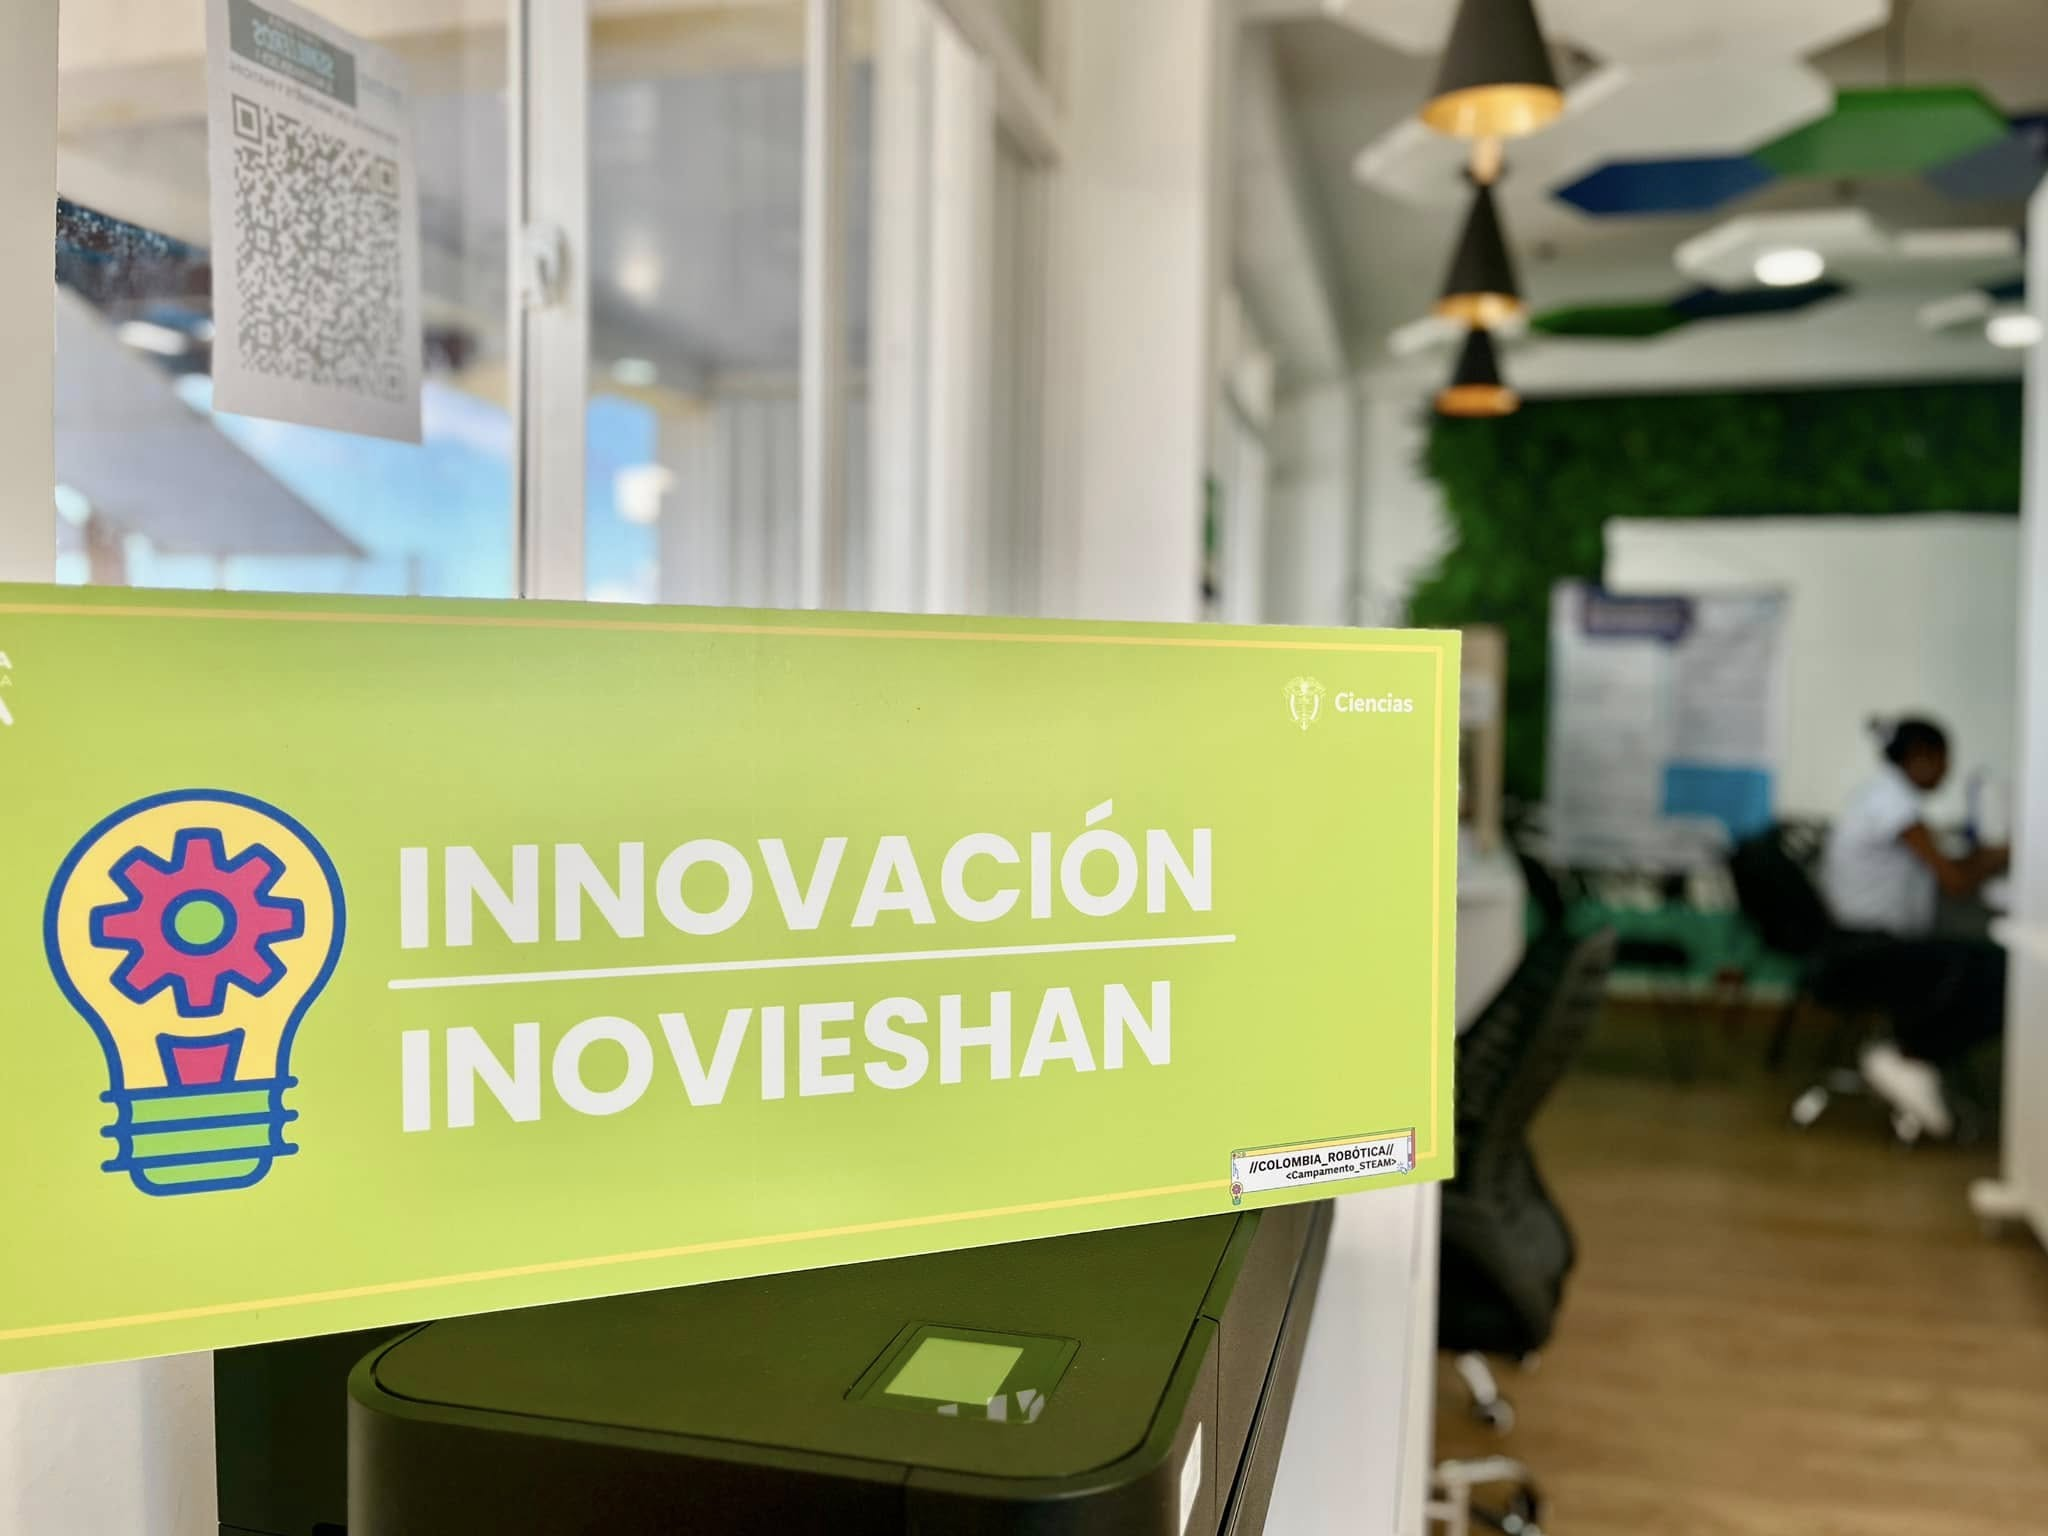 Ciencias
INNOVACIÓN
INOVIESHAN
//COLOMBIA_ROBÓTICA//
<Campamento_STEAM>